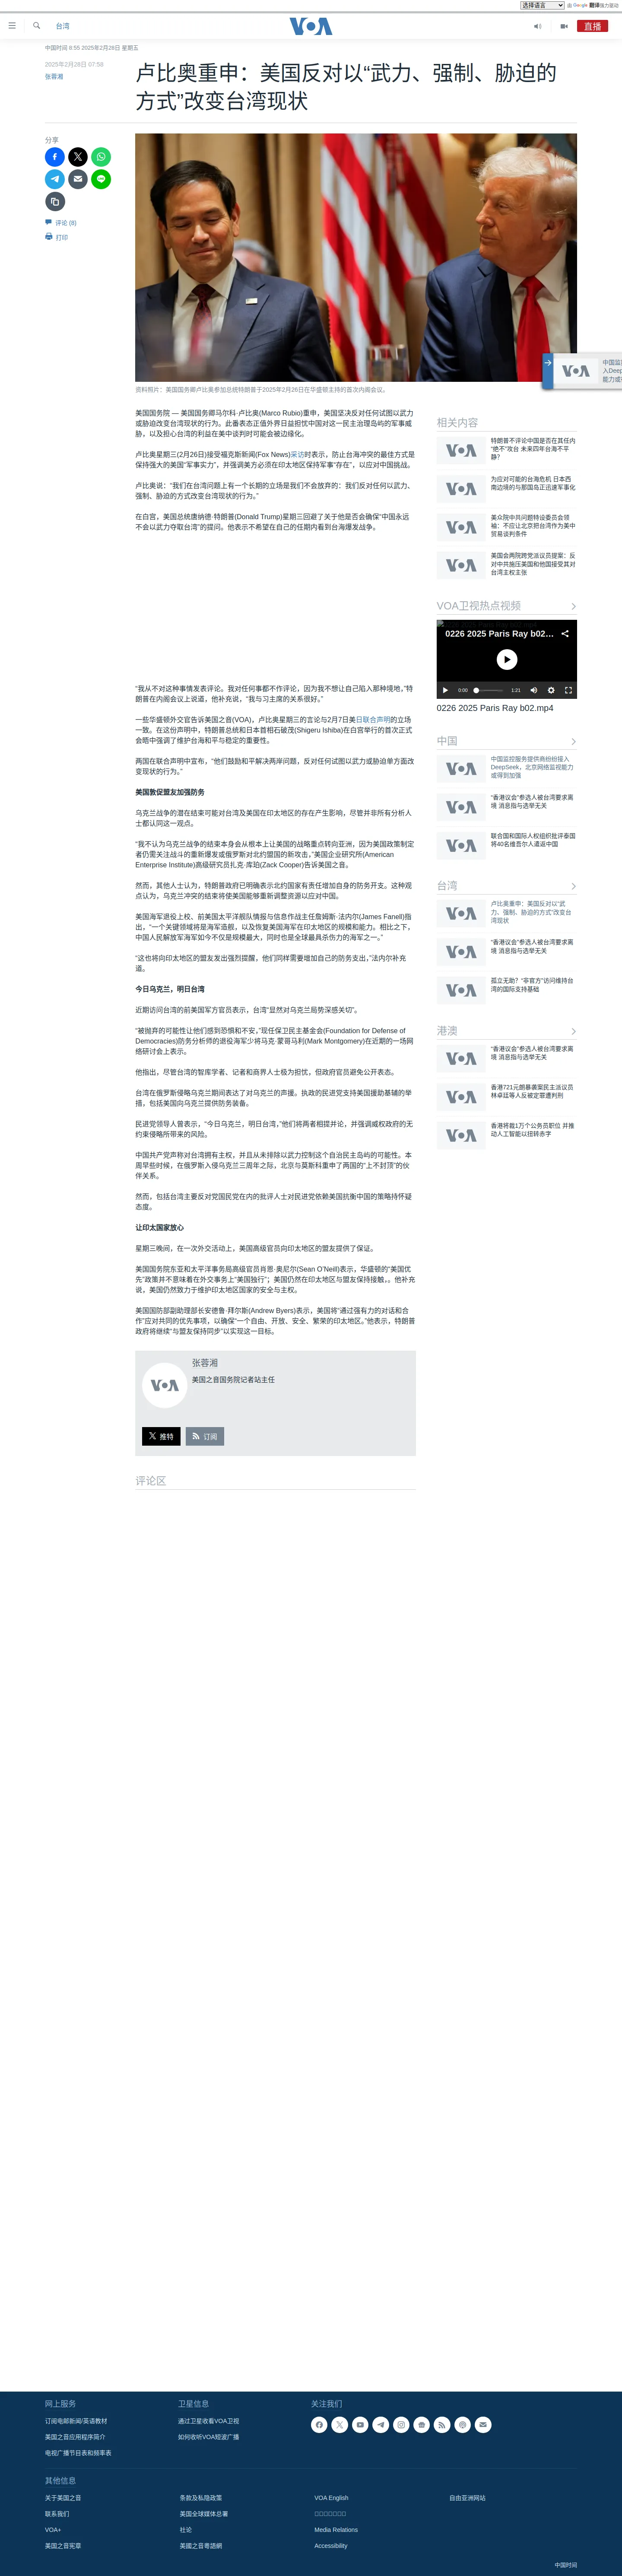 选择语言
由 Google 翻译强力驱动
台湾
VOA
直播
中国时间 8:55 2025年2月28日 星期五
2025年2月28日 07:58
张蓉湘
卢比奥重申：美国反对以“武力、强制、胁迫的
方式”改变台湾现状
分享
评论 (8)
打印
资料照片：美国国务卿卢比奥参加总统特朗普于2025年2月26日在华盛顿主持的首次内阁会议。
美国国务院 — 美国国务卿马尔科·卢比奥(Marco Rubio)重申，美国坚决反对任何试图以武力
或胁迫改变台湾现状的行为。此番表态正值外界日益担忧中国对这一民主治理岛屿的军事威
胁，以及担心台湾的利益在美中谈判时可能会被边缘化。
卢比奥星期三(2月26日)接受福克斯新闻(Fox News)采访时表示，防止台海冲突的最佳方式是
保持强大的美国“军事实力”，并强调美方必须在印太地区保持军事“存在”，以应对中国挑战。
卢比奥说：“我们在台湾问题上有一个长期的立场是我们不会放弃的：我们反对任何以武力、
强制、胁迫的方式改变台湾现状的行为。”
在白宫，美国总统唐纳德·特朗普(Donald Trump)星期三回避了关于他是否会确保“中国永远
不会以武力夺取台湾”的提问。他表示不希望在自己的任期内看到台海爆发战争。
“我从不对这种事情发表评论。我对任何事都不作评论，因为我不想让自己陷入那种境地，”特
朗普在内阁会议上说道，他补充说，“我与习主席的关系很好。”
一些华盛顿外交官告诉美国之音(VOA)，卢比奥星期三的言论与2月7日美日联合声明的立场
一致。在这份声明中，特朗普总统和日本首相石破茂(Shigeru Ishiba)在白宫举行的首次正式
会晤中强调了维护台海和平与稳定的重要性。
两国在联合声明中宣布，“他们鼓励和平解决两岸问题，反对任何试图以武力或胁迫单方面改
变现状的行为。”
美国敦促盟友加强防务
乌克兰战争的潜在结束可能对台湾及美国在印太地区的存在产生影响，尽管并非所有分析人
士都认同这一观点。
“我不认为乌克兰战争的结束本身会从根本上让美国的战略重点转向亚洲，因为美国政策制定
者仍需关注战斗的重新爆发或俄罗斯对北约盟国的新攻击，”美国企业研究所(American
Enterprise Institute)高级研究员扎克·库珀(Zack Cooper)告诉美国之音。
然而，其他人士认为，特朗普政府已明确表示北约国家有责任增加自身的防务开支。这种观
点认为，乌克兰冲突的结束将使美国能够重新调整资源以应对中国。
美国海军退役上校、前美国太平洋舰队情报与信息作战主任詹姆斯·法内尔(James Fanell)指
出，“一个关键领域将是海军造舰，以及恢复美国海军在印太地区的规模和能力。相比之下，
中国人民解放军海军如今不仅是规模最大，同时也是全球最具杀伤力的海军之一。”
“这也将向印太地区的盟友发出强烈提醒，他们同样需要增加自己的防务支出，”法内尔补充
道。
今日乌克兰，明日台湾
近期访问台湾的前美国军方官员表示，台湾“显然对乌克兰局势深感关切”。
“被抛弃的可能性让他们感到恐惧和不安，”现任保卫民主基金会(Foundation for Defense of
Democracies)防务分析师的退役海军少将马克·蒙哥马利(Mark Montgomery)在近期的一场网
络研讨会上表示。
他指出，尽管台湾的智库学者、记者和商界人士极为担忧，但政府官员避免公开表态。
台湾在俄罗斯侵略乌克兰期间表达了对乌克兰的声援。执政的民进党支持美国援助基辅的举
措，包括美国向乌克兰提供防务装备。
民进党领导人曾表示，“今日乌克兰，明日台湾，”他们将两者相提并论，并强调威权政府的无
约束侵略所带来的风险。
中国共产党声称对台湾拥有主权，并且从未排除以武力控制这个自治民主岛屿的可能性。本
周早些时候，在俄罗斯入侵乌克兰三周年之际，北京与莫斯科重申了两国的“上不封顶”的伙
伴关系。
然而，包括台湾主要反对党国民党在内的批评人士对民进党依赖美国抗衡中国的策略持怀疑
态度。
让印太国家放心
星期三晚间，在一次外交活动上，美国高级官员向印太地区的盟友提供了保证。
美国国务院东亚和太平洋事务局高级官员肖恩·奥尼尔(Sean O’Neill)表示，华盛顿的“美国优
先”政策并不意味着在外交事务上“美国独行”；美国仍然在印太地区与盟友保持接触，。他补充
说，美国仍然致力于维护印太地区国家的安全与主权。
美国国防部副助理部长安德鲁·拜尔斯(Andrew Byers)表示，美国将“通过强有力的对话和合
作”应对共同的优先事项，以确保“一个自由、开放、安全、繁荣的印太地区。”他表示，特朗普
政府将继续“与盟友保持同步”以实现这一目标。
张蓉湘
美国之音国务院记者站主任
推特
订阅
评论区
相关内容
特朗普不评论中国是否在其任内
“绝不”攻台 未来四年台海不平
静？
为应对可能的台海危机 日本西
南边境的与那国岛正迅速军事化
美众院中共问题特设委员会领
袖：不应让北京把台湾作为美中
贸易谈判条件
美国会两院跨党派议员提案：反
对中共施压美国和他国接受其对
台湾主权主张
VOA卫视热点视频
0226 2025 Paris Ray b02...
0:00
1:21
0226 2025 Paris Ray b02.mp4
中国
中国监控服务提供商纷纷接入
DeepSeek，北京网络监视能力
或得到加强
“香港议会”参选人被台湾要求离
境 消息指与选举无关
联合国和国际人权组织批评泰国
将40名维吾尔人遣返中国
台湾
卢比奥重申：美国反对以“武
力、强制、胁迫的方式”改变台
湾现状
“香港议会”参选人被台湾要求离
境 消息指与选举无关
孤立无助？“非官方”访问维持台
湾的国际支持基础
港澳
“香港议会”参选人被台湾要求离
境 消息指与选举无关
香港721元朗暴袭案民主派议员
林卓廷等人反被定罪遭判刑
香港将裁1万个公务员职位 并推
动人工智能以扭转赤字
网上服务
订阅电邮新闻/英语教材
美国之音应用程序简介
电视广播节目表和频率表
卫星信息
通过卫星收看VOA卫视
如何收听VOA短波广播
关注我们
其他信息
关于美国之音
联系我们
VOA+
美国之音宪章
条款及私隐政策
美国全球媒体总署
社论
美國之音粵語網
VOA English
Media Relations
Accessibility
自由亚洲网站
中国时间